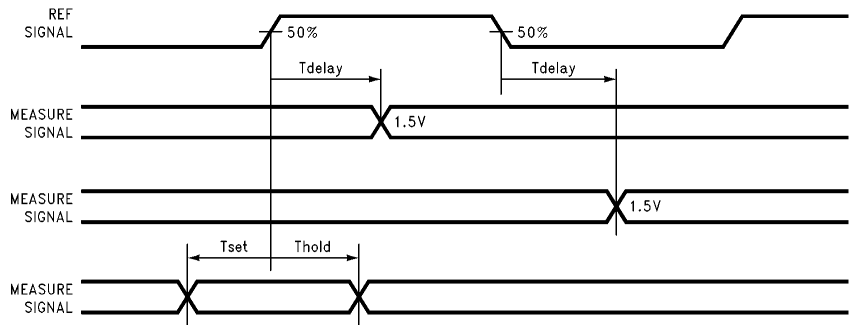 REF
SIGNAL
50%
50%
Tdelay
Tdelay
MEASURE
SIGNAL
1.5V
MEASURE
SIGNAL
1.5V
Tset
Thold
MEASURE
SIGNAL